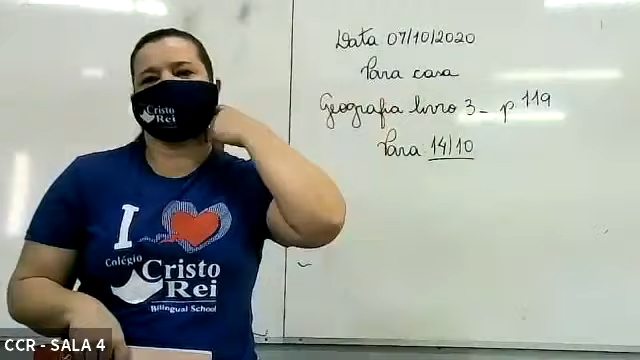 Data 07/10/2020
Para casa
Geografia livro 3 - p 119
Para 14/10
Cristo
Rei
I
Colégio
Cristo
Rei
Bilingual School
CCR - SALA 4